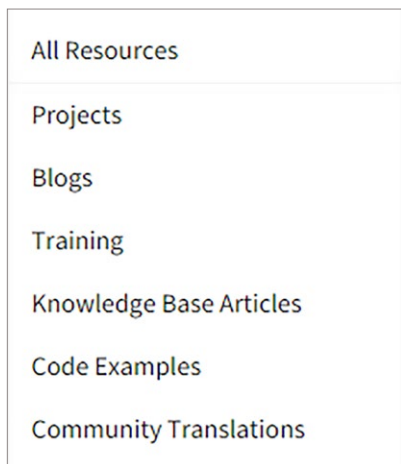 All Resources
Projects
Blogs
Training
Knowledge Base Articles
Code Examples
Community Translations